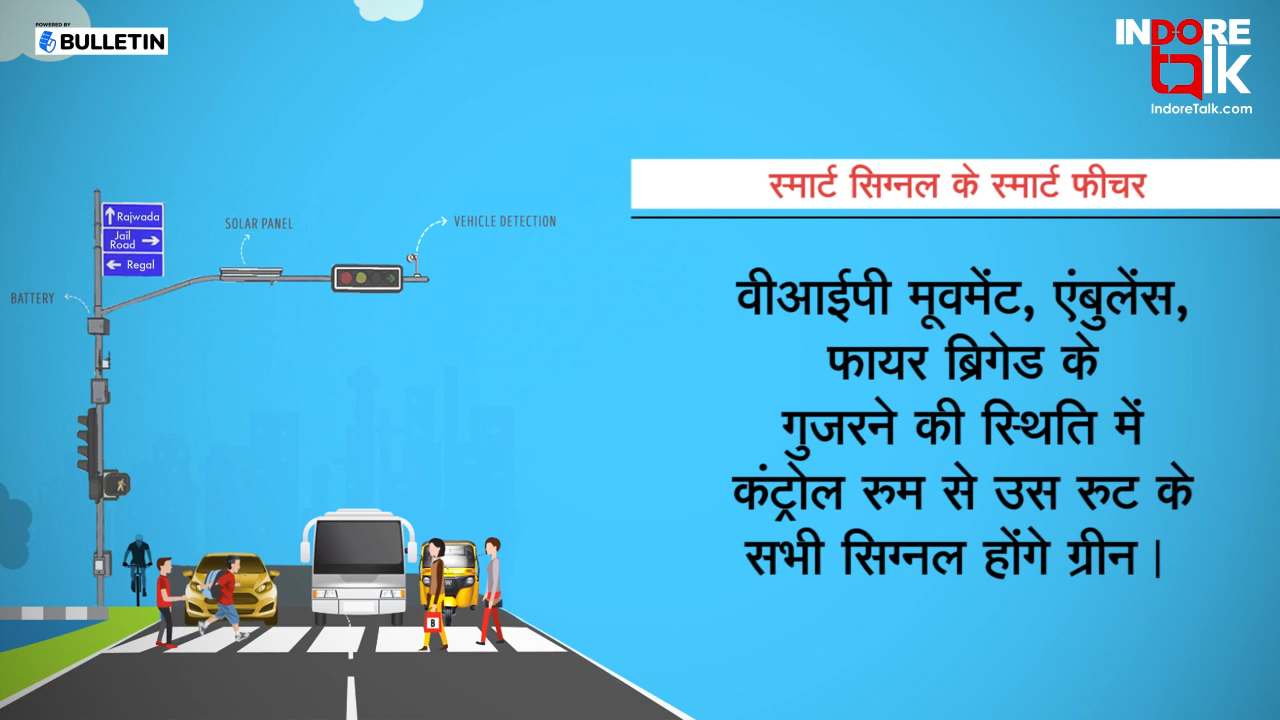 POWERED BY
BULLETIN
INDORE
talk
IndoreTalk.com
स्मार्ट सिग्नल के स्मार्ट फीचर
Rajwada
Jail
Road
Regal
SOLAR PANEL
VEHICLE DETECTION
BATTERY
वीआईपी मूवमेंट, एंबुलेंस,
फायर ब्रिगेड के
गुजरने की स्थिति में
कंट्रोल रुम से उस रुट के
सभी सिग्नल होंगे ग्रीन |
B